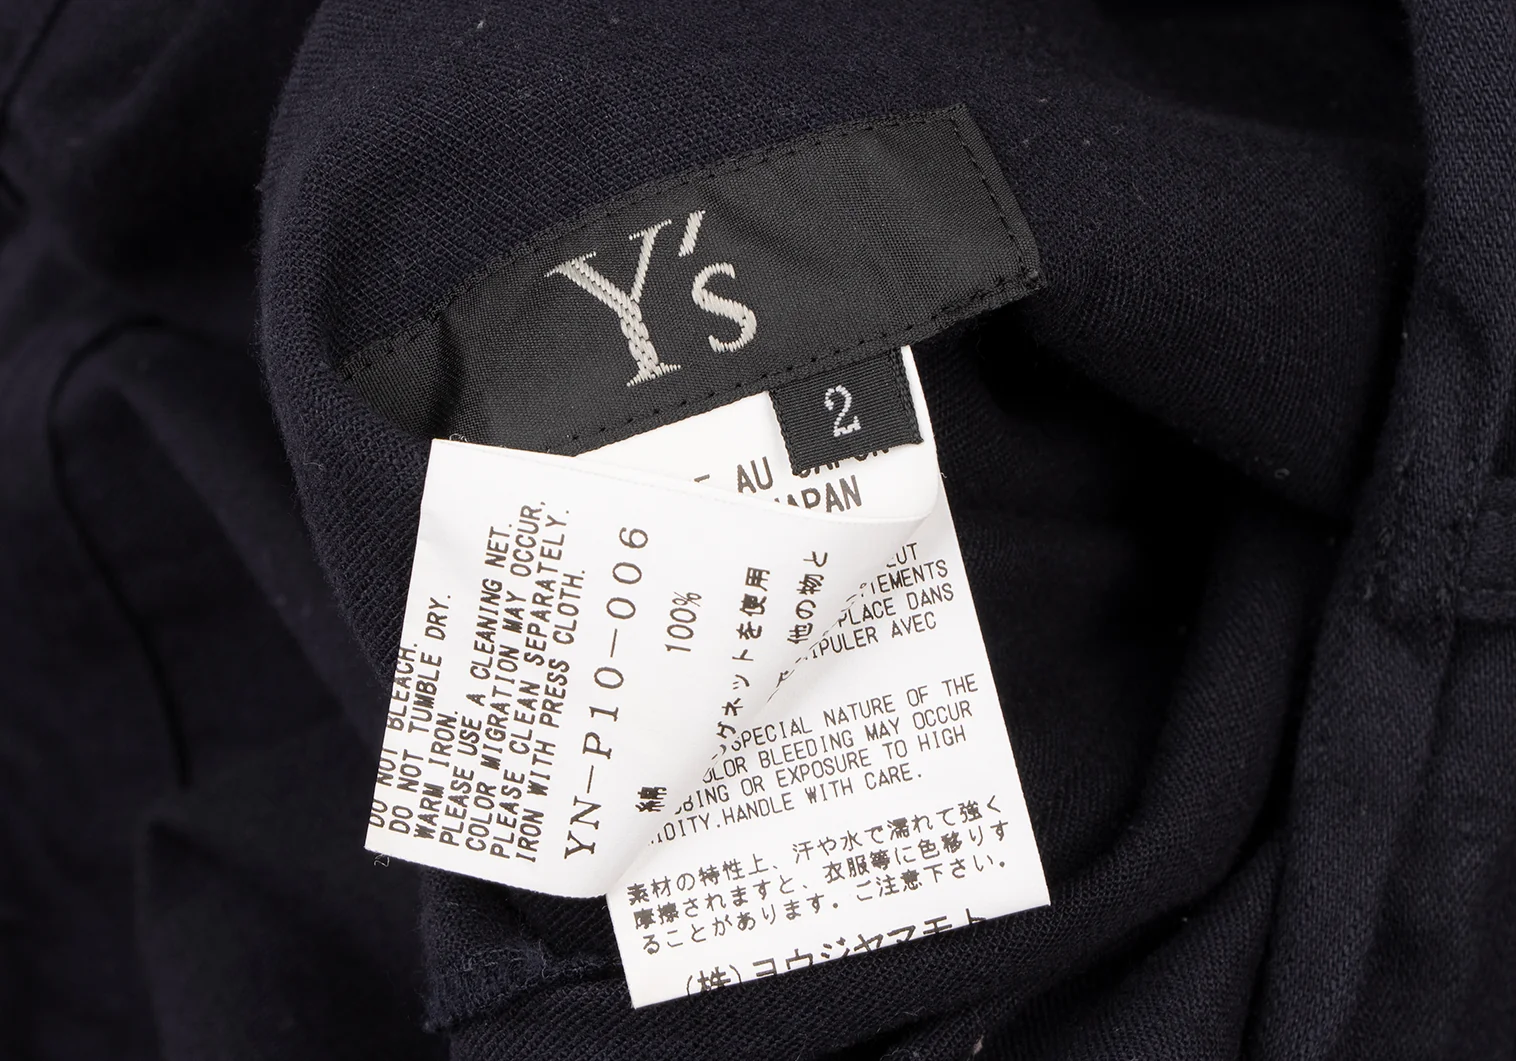 Y's
2
AU JAPON
JAPAN
DO NOT BLEACH.
DO NOT TUMBLE DRY.
WARM IRON.
PLEASE USE A CLEANING NET.
COLOR MIGRATION MAY OCCUR.
PLEASE CLEAN SEPARATELY.
IRON WITH PRESS CLOTH.
YN-P10-006
綿 100%
グネットを使用
他の物と
PLACE DANS
AVEC
SPECIAL NATURE OF THE
BLEEDING MAY OCCUR
OR EXPOSURE TO HIGH
HANDLE WITH CARE.
素材の特性上、汗や水で濡れて強く
摩擦されますと、衣服等に色移りす
ることがあります。ご注意下さい。
(株)ヨウジヤマモト